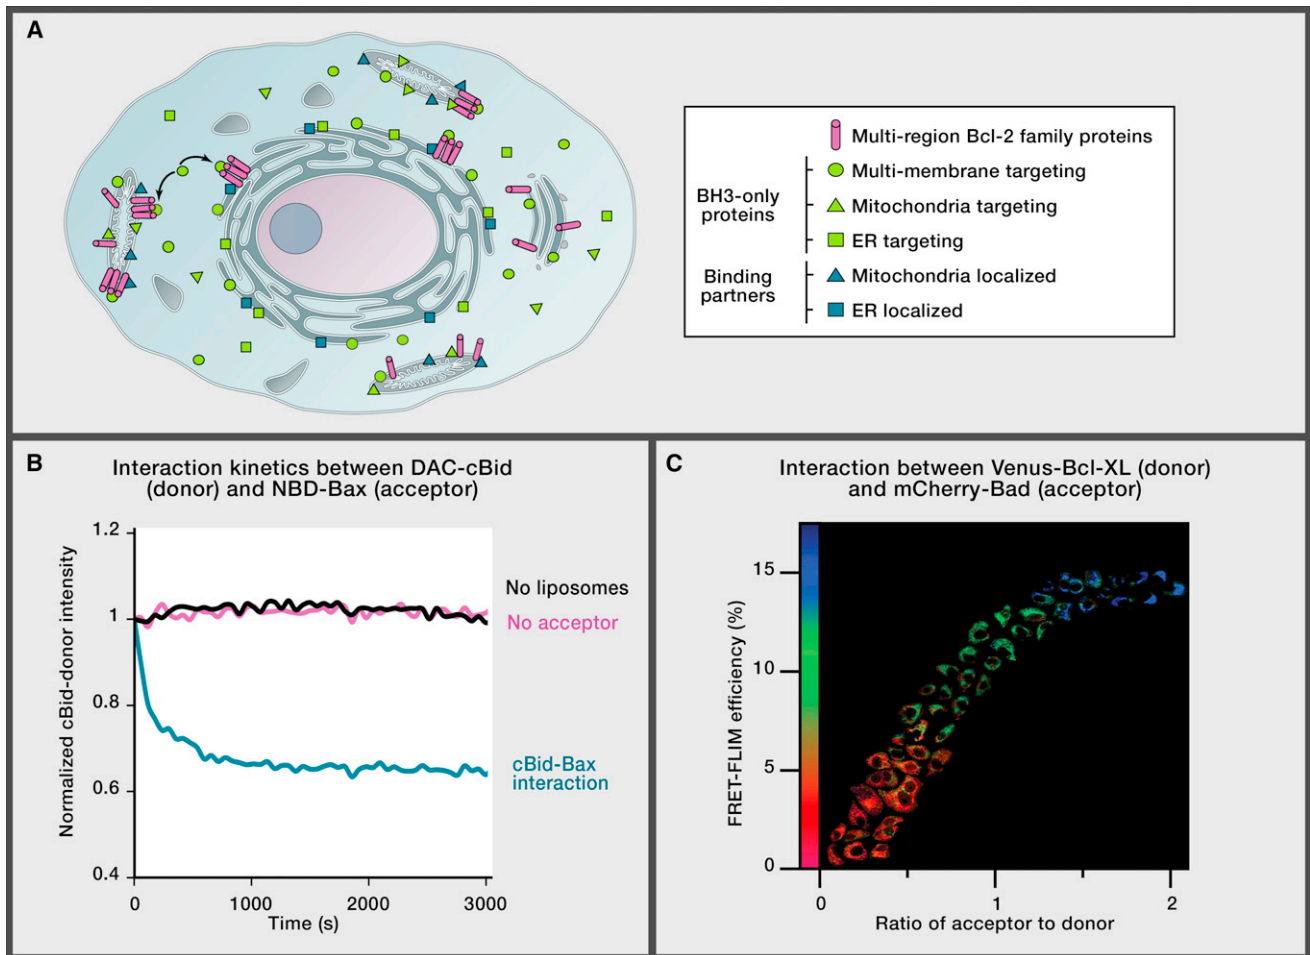 A
Multi-region Bcl-2 family proteins
BH3-only
proteins
Multi-membrane targeting
Mitochondria targeting
ER targeting
Binding
partners
Mitochondria localized
ER localized
B
Interaction kinetics between DAC-cBid
(donor) and NBD-Bax (acceptor)
Normalized cBid-donor intensity
1.2
1
0.8
0.6
0.4
No liposomes
No acceptor
cBid-Bax
interaction
0
1000
2000
3000
Time (s)
C
Interaction between Venus-Bcl-XL (donor)
and mCherry-Bad (acceptor)
FRET-FLIM efficiency (%)
15
10
5
0
0
1
2
Ratio of acceptor to donor